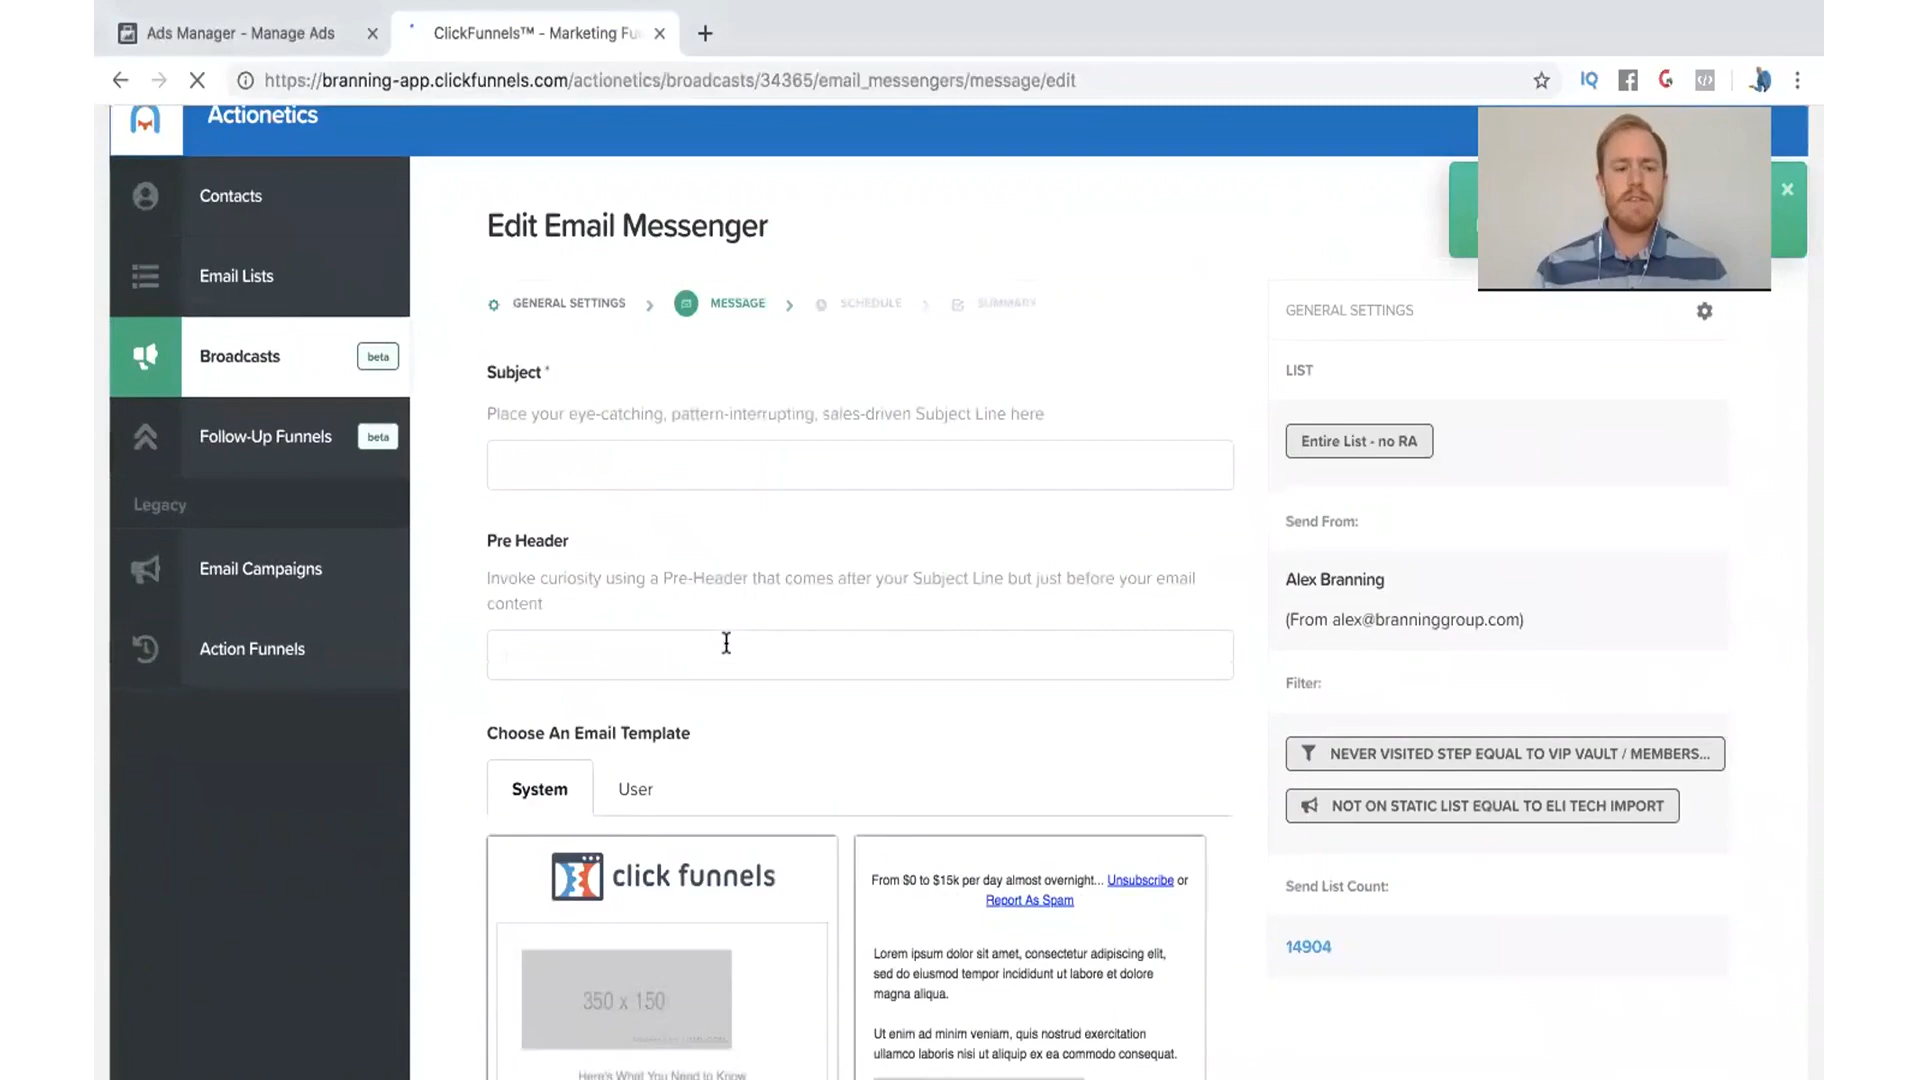 Ads Manager - Manage Ads
ClickFunnels™ - Marketing Fu
https://branning-app.clickfunnels.com/actionetics/broadcasts/34365/email_messengers/message/edit
IQ
Actionetics
Contacts
Email Lists
Broadcasts
beta
Follow-Up Funnels
beta
Legacy
Email Campaigns
Action Funnels
Edit Email Messenger
GENERAL SETTINGS
MESSAGE
SCHEDULE
SUMMARY
Subject *
Place your eye-catching, pattern-interrupting, sales-driven Subject Line here
Pre Header
Invoke curiosity using a Pre-Header that comes after your Subject Line but just before your email
content
Choose An Email Template
System
User
click funnels
350 x 150
Here's What You Need to Know
From $0 to $15k per day almost overnight... Unsubscribe or
Report As Spam
Lorem ipsum dolor sit amet, consectetur adipiscing elit,
sed do eiusmod tempor incididunt ut labore et dolore
magna aliqua.
Ut enim ad minim veniam, quis nostrud exercitation
ullamco laboris nisi ut aliquip ex ea commodo consequat.
GENERAL SETTINGS
LIST
Entire List - no RA
Send From:
Alex Branning
(From alex@branninggroup.com)
Filter:
NEVER VISITED STEP EQUAL TO VIP VAULT / MEMBERS...
NOT ON STATIC LIST EQUAL TO ELI TECH IMPORT
Send List Count:
14904